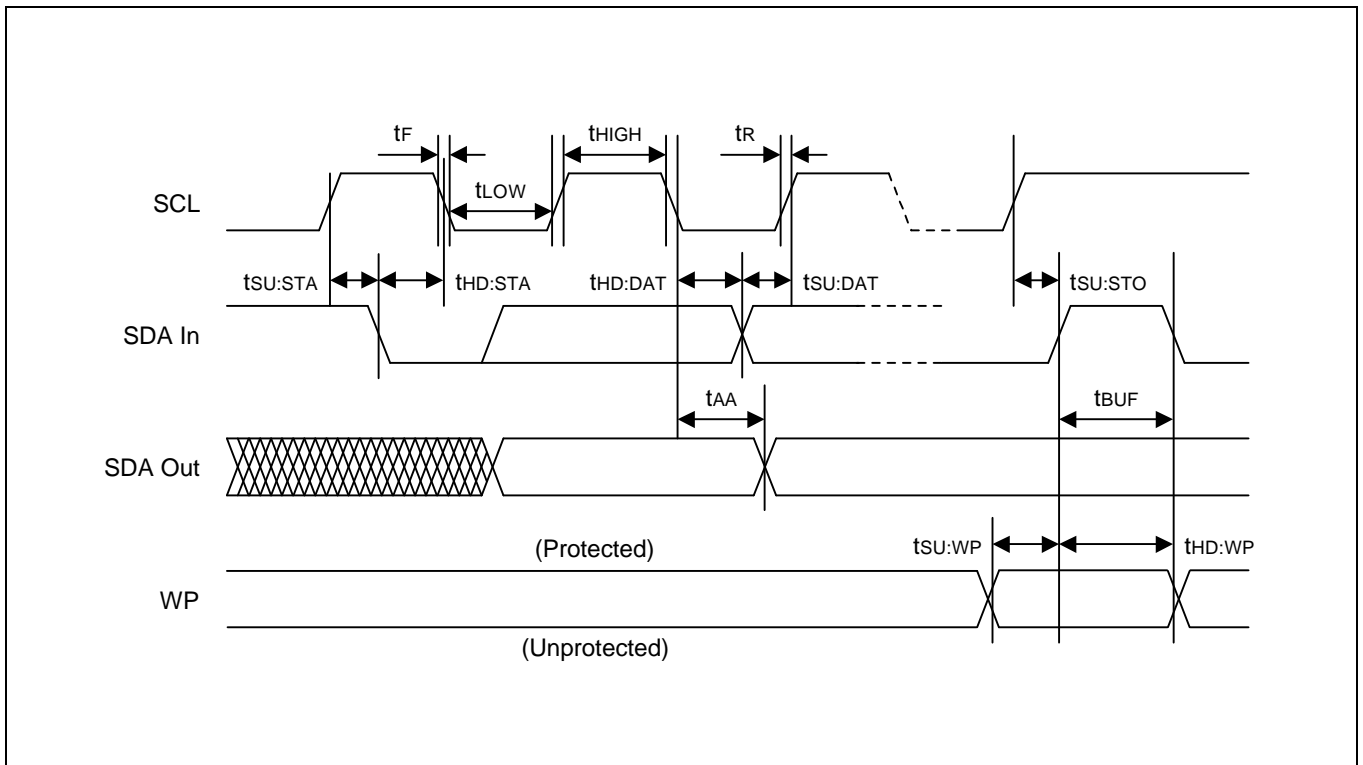 tF
tHIGH
tR
tLOW
SCL
tSU:STA
tHD:STA
tHD:DAT
tSU:DAT
tSU:STO
SDA In
tAA
tBUF
SDA Out
(Protected)
tSU:WP
tHD:WP
WP
(Unprotected)